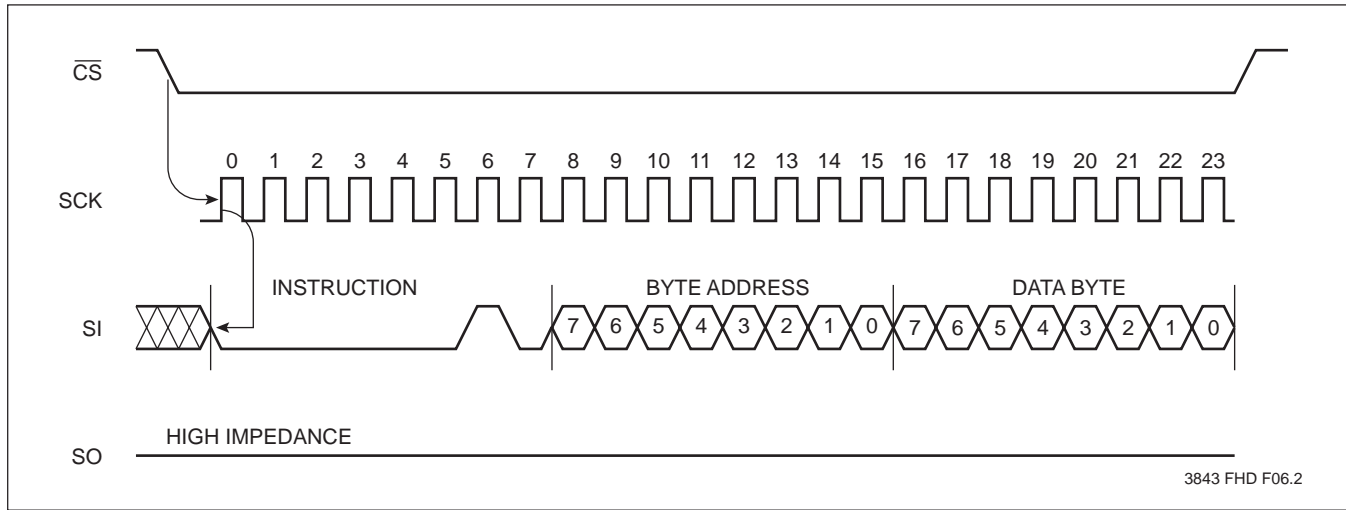 CS
0 1 2 3 4 5 6 7 8 9 10 11 12 13 14 15 16 17 18 19 20 21 22 23
SCK
INSTRUCTION BYTE ADDRESS DATA BYTE
SI 7 6 5 4 3 2 1 0 7 6 5 4 3 2 1 0
HIGH IMPEDANCE
SO
3843 FHD F06.2